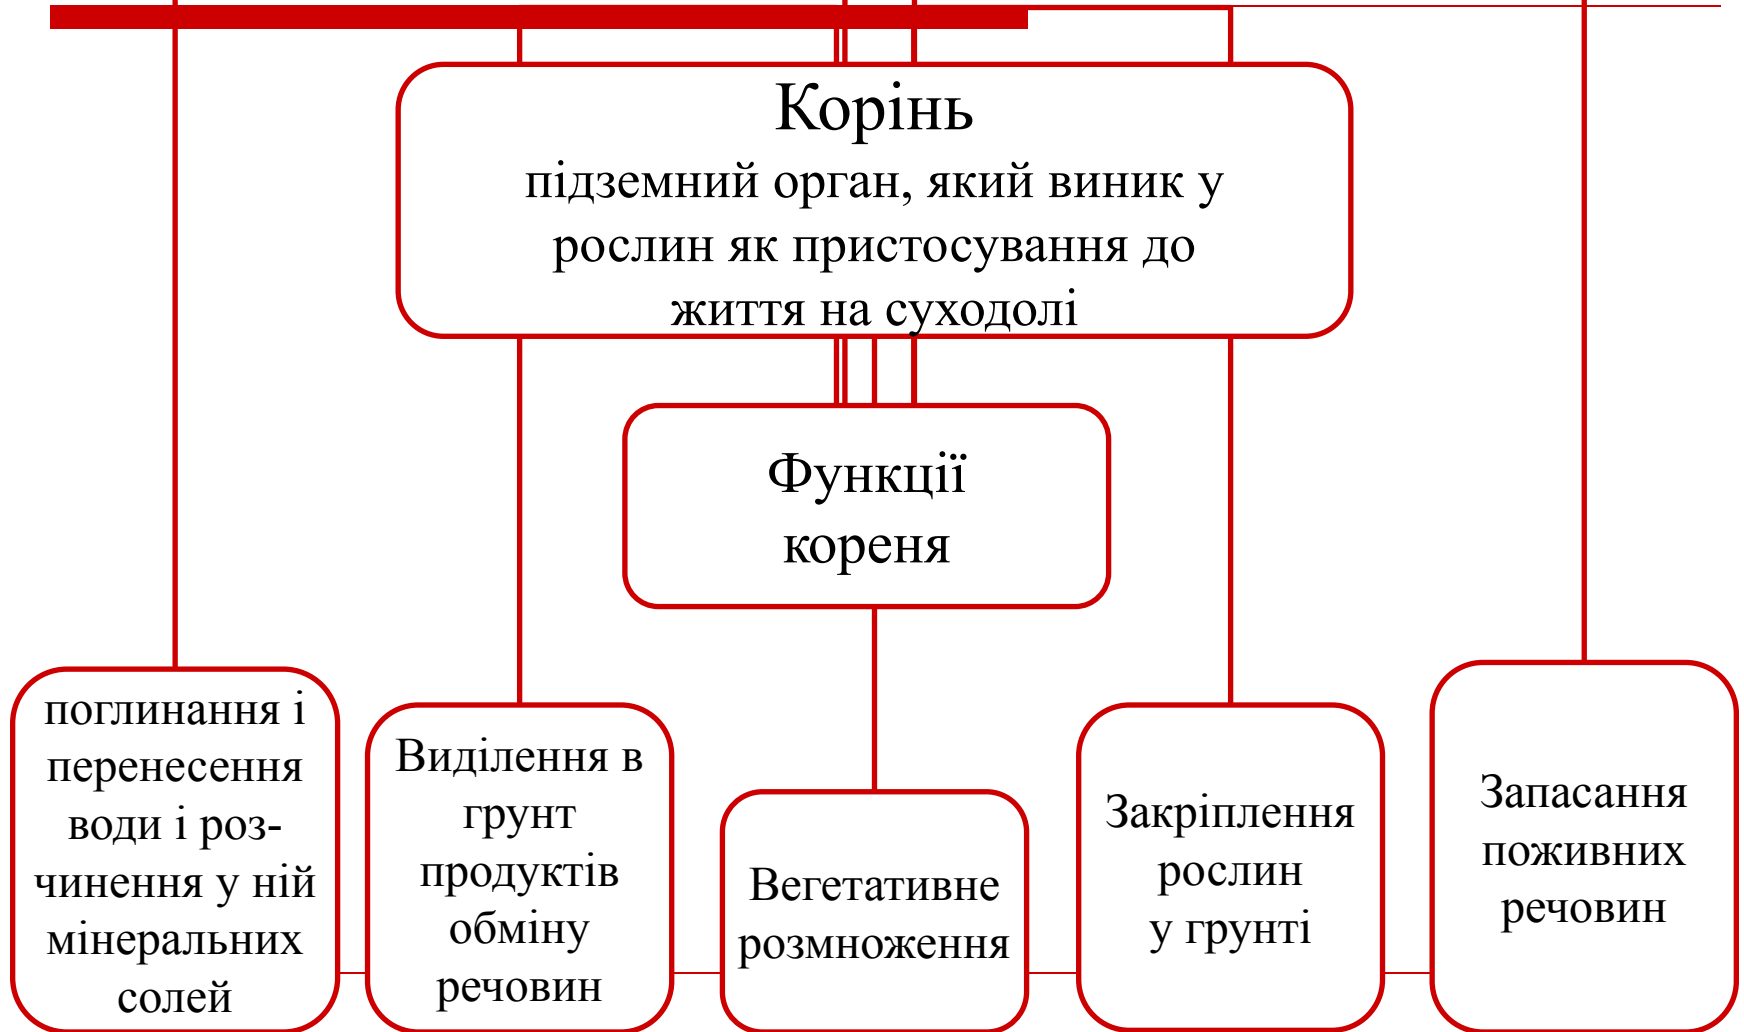 Корінь
підземний орган, який виник у
рослин як пристосування до
життя на суходолі
Функції
кореня
поглинання і
перенесення
води і роз-
чинення у ній
мінеральних
солей
Виділення в
грунт
продуктів
обміну
речовин
Вегетативне
розмноження
Закріплення
рослин
у грунті
Запасання
поживних
речовин